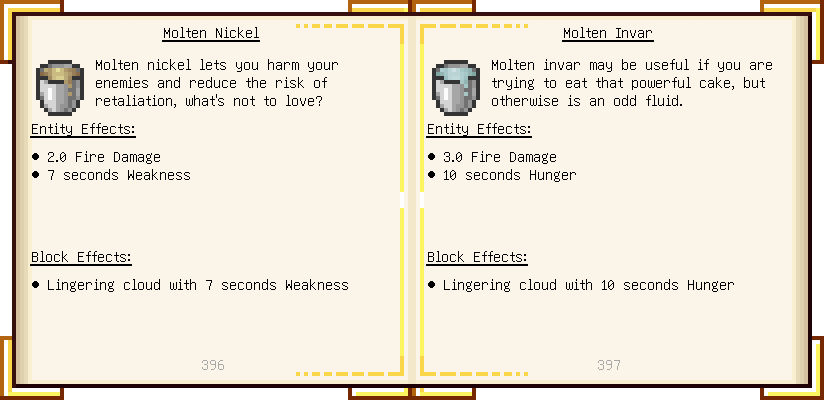 Molten Nickel
Molten nickel lets you harm your
enemies and reduce the risk of
retaliation, what's not to love?
Entity Effects:
• 2.0 Fire Damage
• 7 seconds Weakness
Block Effects:
• Lingering cloud with 7 seconds Weakness
396
Molten Invar
Molten invar may be useful if you are
trying to eat that powerful cake, but
otherwise is an odd fluid.
Entity Effects:
• 3.0 Fire Damage
• 10 seconds Hunger
Block Effects:
• Lingering cloud with 10 seconds Hunger
397